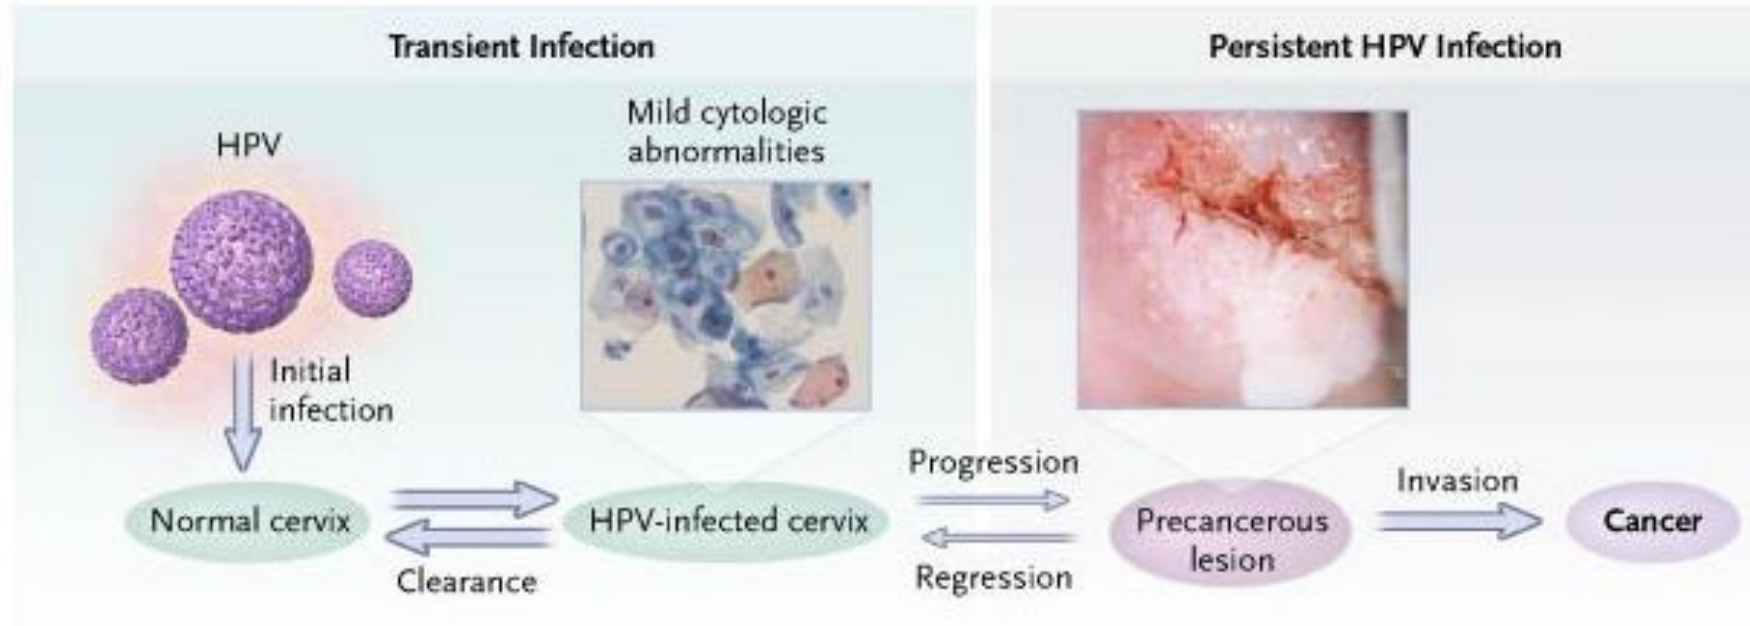 Transient Infection
Persistent HPV Infection
HPV
Mild cytologic
abnormalities
Initial
infection
Normal cervix
Clearance
HPV-infected cervix
Progression
Regression
Precancerous
lesion
Invasion
Cancer